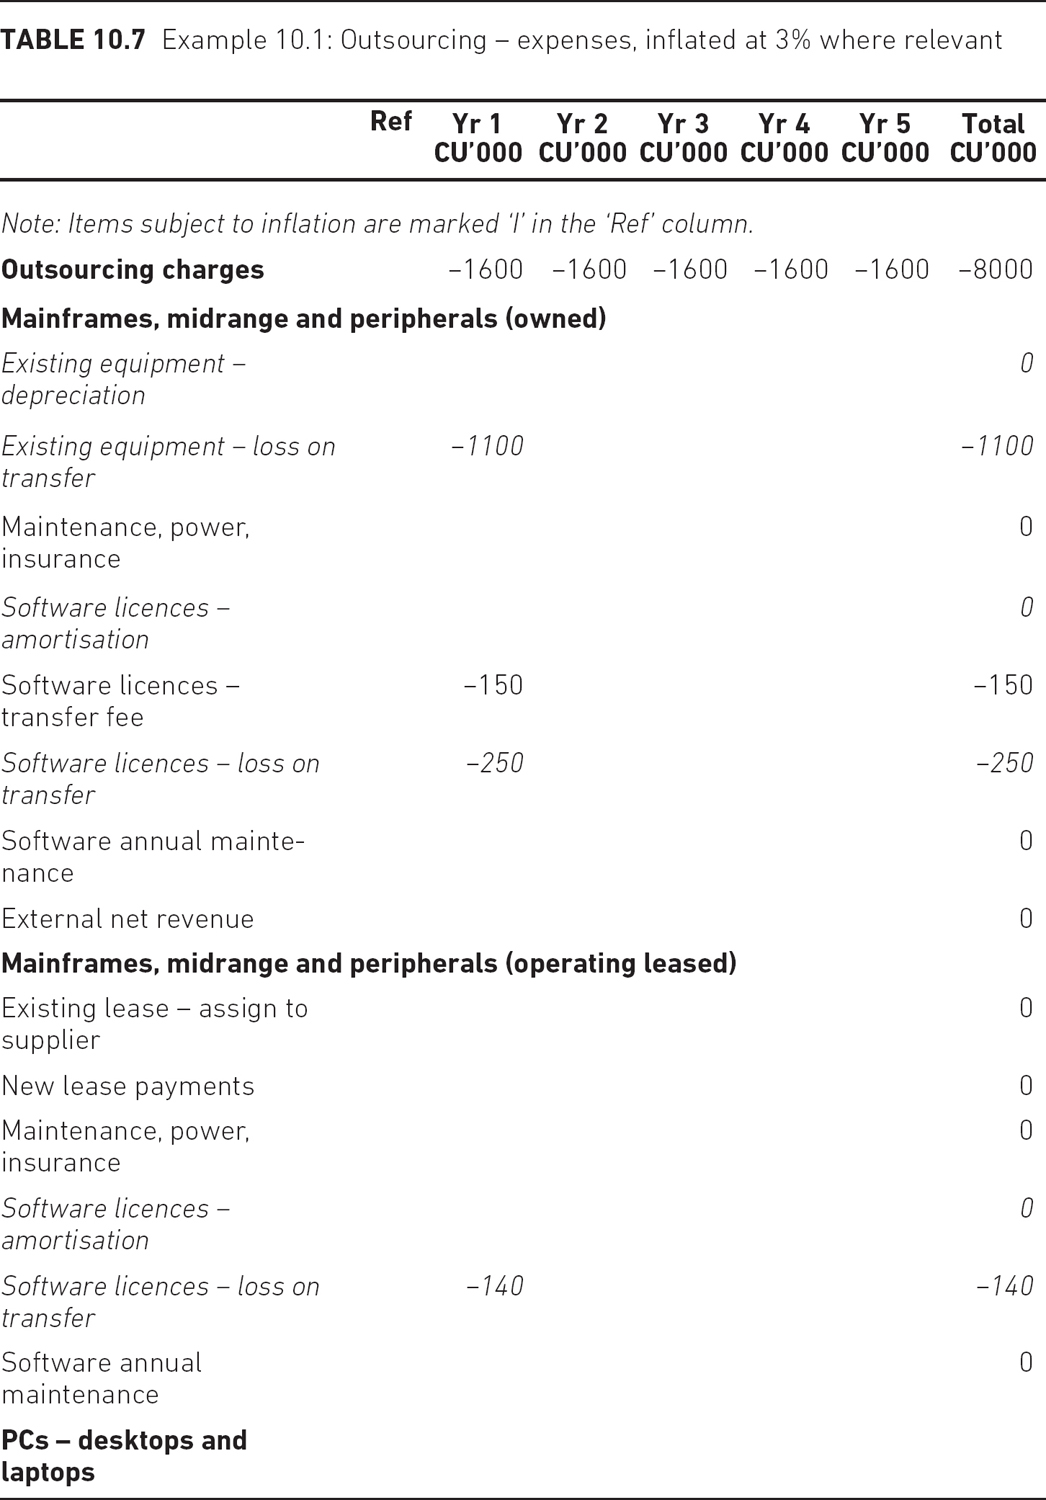 TABLE 10.7 Example 10.1: Outsourcing – expenses, inflated at 3% where relevant
Ref Yr 1 Yr 2 Yr 3 Yr 4 Yr 5 Total
CU’000 CU’000 CU’000 CU’000 CU’000 CU’000
Note: Items subject to inflation are marked ‘I’ in the ‘Ref’ column.
Outsourcing charges –1600 –1600 –1600 –1600 –1600 –8000
Mainframes, midrange and peripherals (owned)
Existing equipment – 0
depreciation
Existing equipment – loss on –1100 –1100
transfer
Maintenance, power, 0
insurance
Software licences – 0
amortisation
Software licences – –150 –150
transfer fee
Software licences – loss on –250 –250
transfer
Software annual mainte- 0
nance
External net revenue 0
Mainframes, midrange and peripherals (operating leased)
Existing lease – assign to 0
supplier
New lease payments 0
Maintenance, power, 0
insurance
Software licences – 0
amortisation
Software licences – loss on –140 –140
transfer
Software annual 0
maintenance
PCs – desktops and
laptops